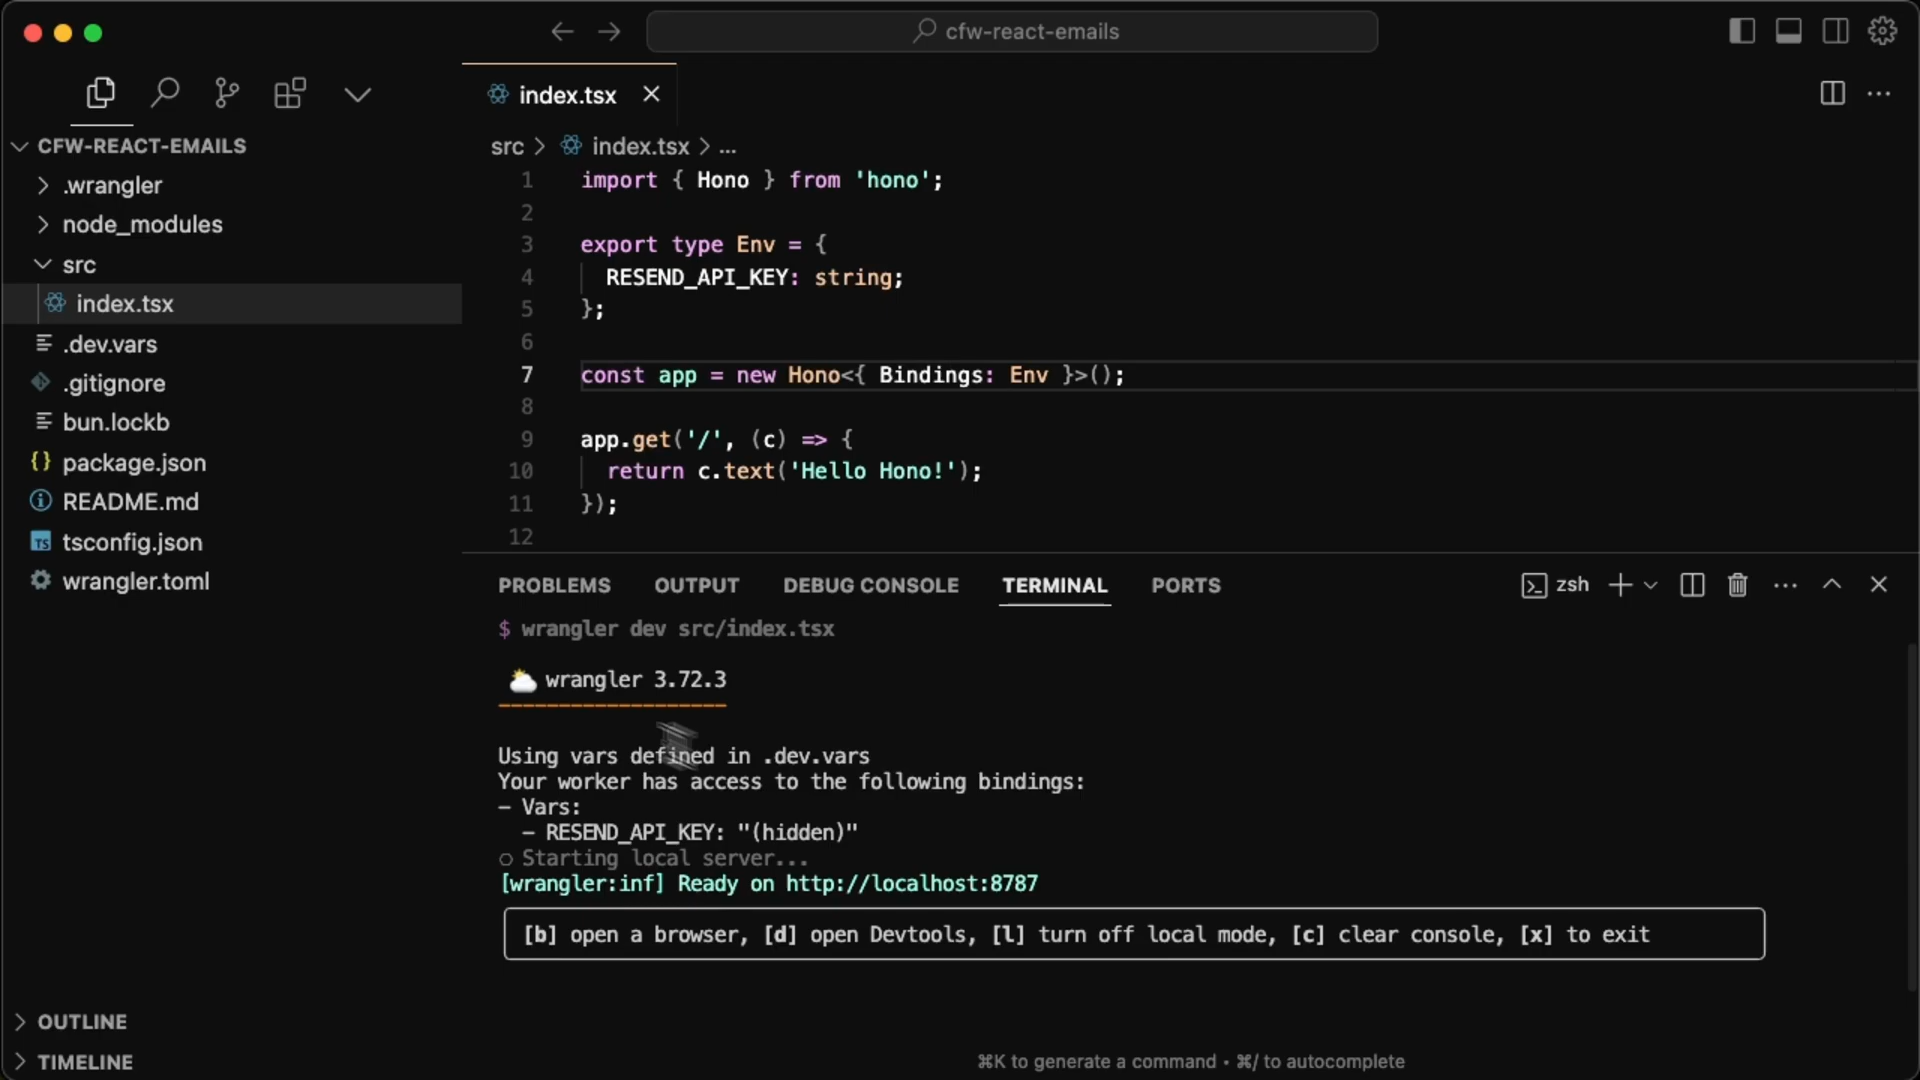 cfw-react-emails
index.tsx
CFW-REACT-EMAILS
.wrangler
node_modules
src
index.tsx
.dev.vars
.gitignore
bun.lockb
package.json
README.md
tsconfig.json
wrangler.toml
OUTLINE
TIMELINE
src > index.tsx > ...
1 import { Hono } from 'hono';
2
3 export type Env = {
4 RESEND_API_KEY: string;
5 };
6
7 const app = new Hono<{ Bindings: Env }>();
8
9 app.get('/', (c) => {
10 return c.text('Hello Hono!');
11 });
12
PROBLEMS OUTPUT DEBUG CONSOLE TERMINAL PORTS zsh
$ wrangler dev src/index.tsx
⛅ wrangler 3.72.3
-------------------
Using vars defined in .dev.vars
Your worker has access to the following bindings:
- Vars:
- RESEND_API_KEY: "(hidden)"
Starting local server...
[wrangler:inf] Ready on http://localhost:8787
[b] open a browser, [d] open Devtools, [l] turn off local mode, [c] clear console, [x] to exit
⌘K to generate a command • ⌘/ to autocomplete